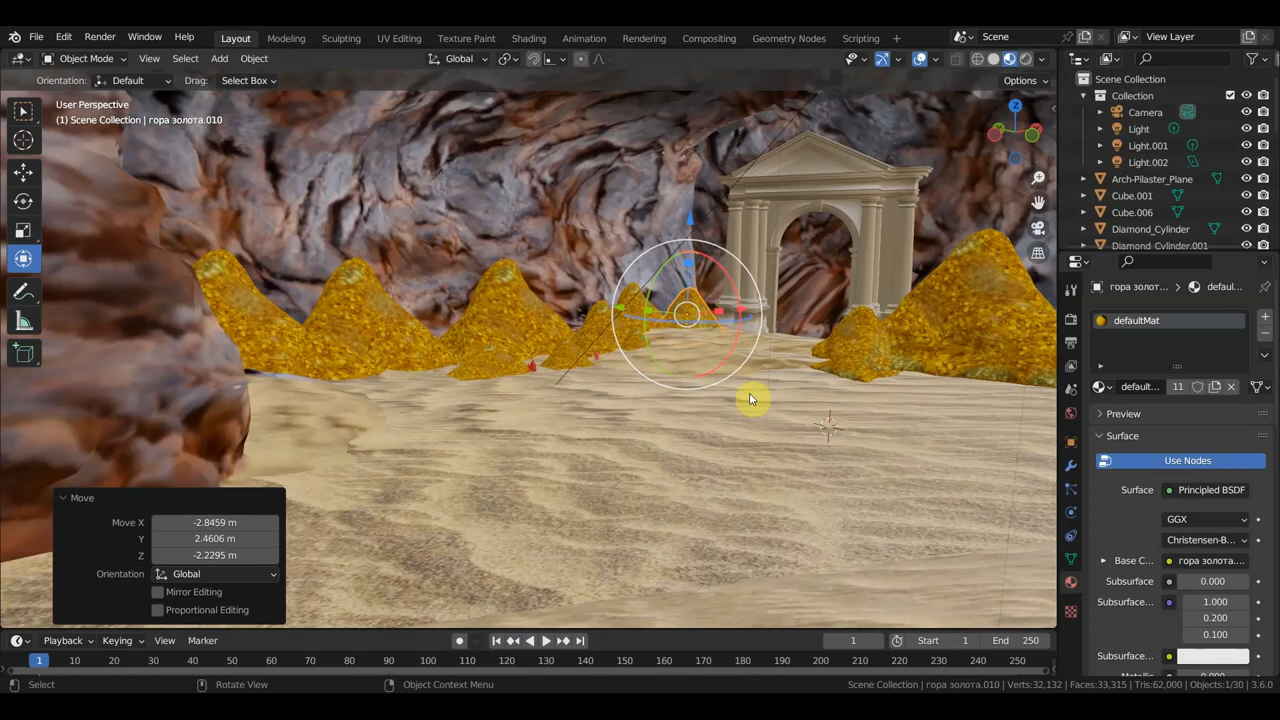 File Edit Render Window Help Layout Modeling Sculpting UV Editing Texture Paint Shading Animation Rendering Compositing Geometry Nodes Scripting + Scene View Layer
Object Mode View Select Add Object Global
Orientation: Default Drag: Select Box Options
User Perspective
(1) Scene Collection | гора золота.010
Z
Scene Collection
Collection
Camera
Light
Light.001
Light.002
Arch-Pilaster_Plane
Cube.001
Cube.006
Diamond_Cylinder
Diamond_Cylinder.001
гора золот... defaul...
defaultMat
default... 11
Preview
Surface
Use Nodes
Surface Principled BSDF
GGX
Christensen-B...
Base C... гора золота....
Subsurface 0.000
Subsurface... 1.000
0.200
0.100
Subsurface...
Move
Move X -2.8459 m
Y 2.4606 m
Z -2.2295 m
Orientation Global
Mirror Editing
Proportional Editing
Playback Keying View Marker 1 Start 1 End 250
1 10 20 30 40 50 60 70 80 90 100 110 120 130 140 150 160 170 180 190 200 210 220 230 240 250
Select Rotate View Object Context Menu Scene Collection | гора золота.010 | Verts:32,132 | Faces:33,315 | Tris:62,000 | Objects:1/30 | 3.6.0